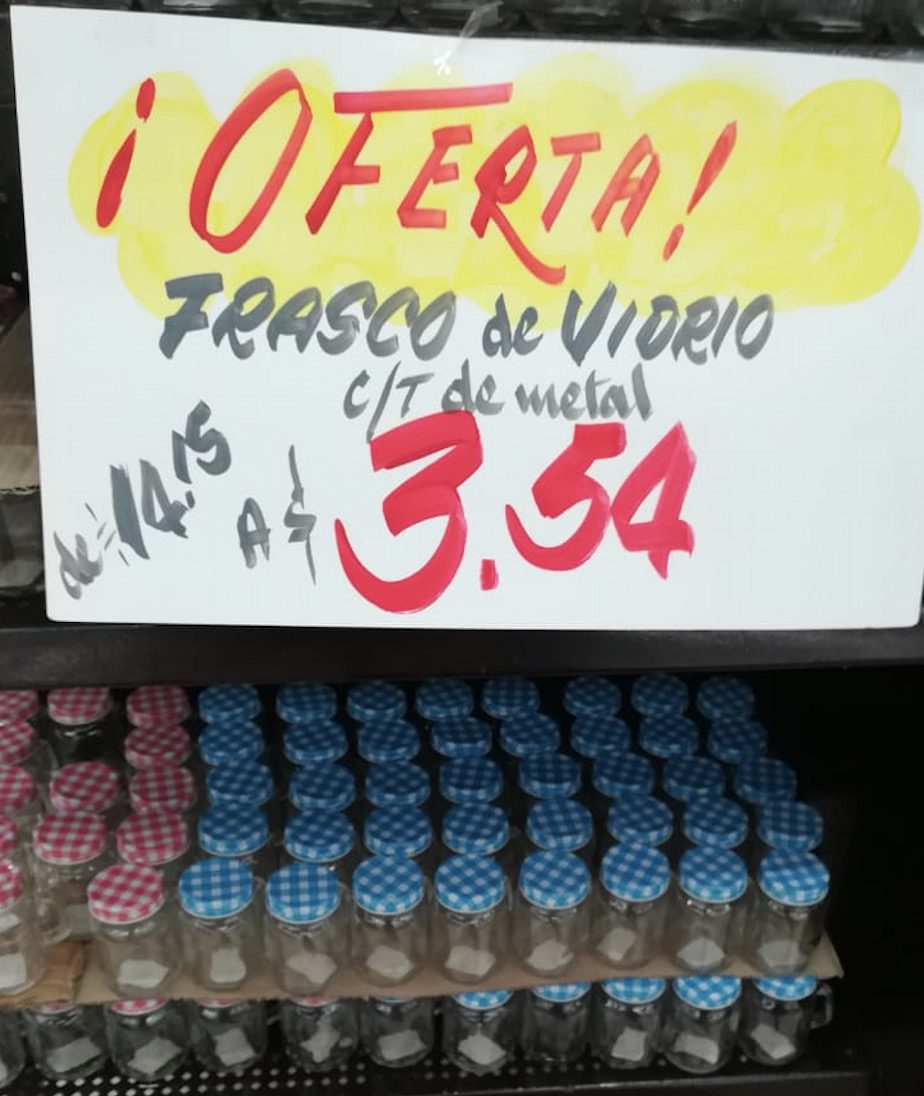 ¡OFERTA!
FRASCO de VIDRIO
C/T de metal
de: 14.15 A $ 3.54